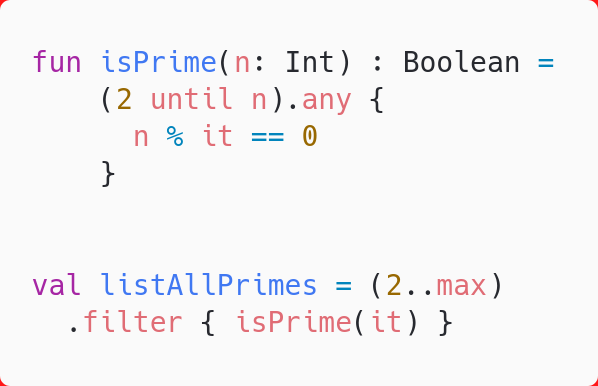 fun isPrime(n: Int) : Boolean =
    (2 until n).any {
      n % it == 0
    }
val listAllPrimes = (2..max)
  .filter { isPrime(it) }